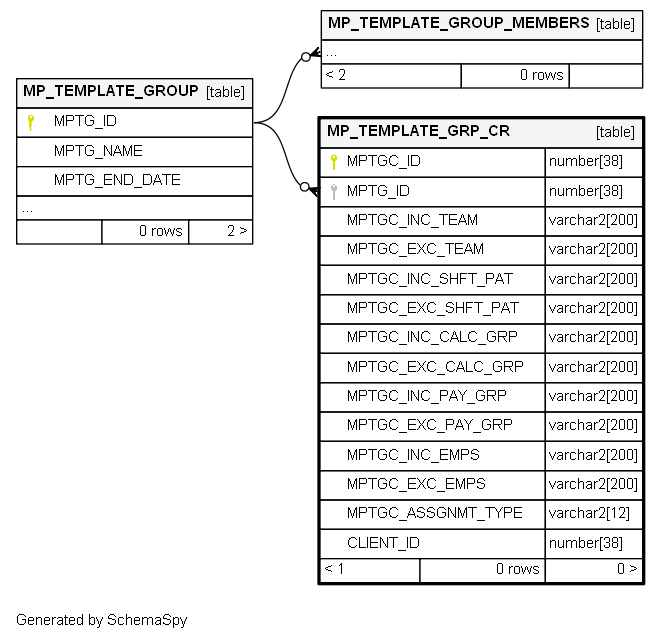 MP_TEMPLATE_GROUP_MEMBERS [table]
...
< 2 0 rows
MP_TEMPLATE_GROUP [table]
MPTG_ID
MPTG_NAME
MPTG_END_DATE
...
0 rows 2 >
MP_TEMPLATE_GRP_CR [table]
MPTGC_ID number[38]
MPTG_ID number[38]
MPTGC_INC_TEAM varchar2[200]
MPTGC_EXC_TEAM varchar2[200]
MPTGC_INC_SHFT_PAT varchar2[200]
MPTGC_EXC_SHFT_PAT varchar2[200]
MPTGC_INC_CALC_GRP varchar2[200]
MPTGC_EXC_CALC_GRP varchar2[200]
MPTGC_INC_PAY_GRP varchar2[200]
MPTGC_EXC_PAY_GRP varchar2[200]
MPTGC_INC_EMPS varchar2[200]
MPTGC_EXC_EMPS varchar2[200]
MPTGC_ASSGNMT_TYPE varchar2[12]
CLIENT_ID number[38]
< 1 0 rows 0 >
Generated by SchemaSpy